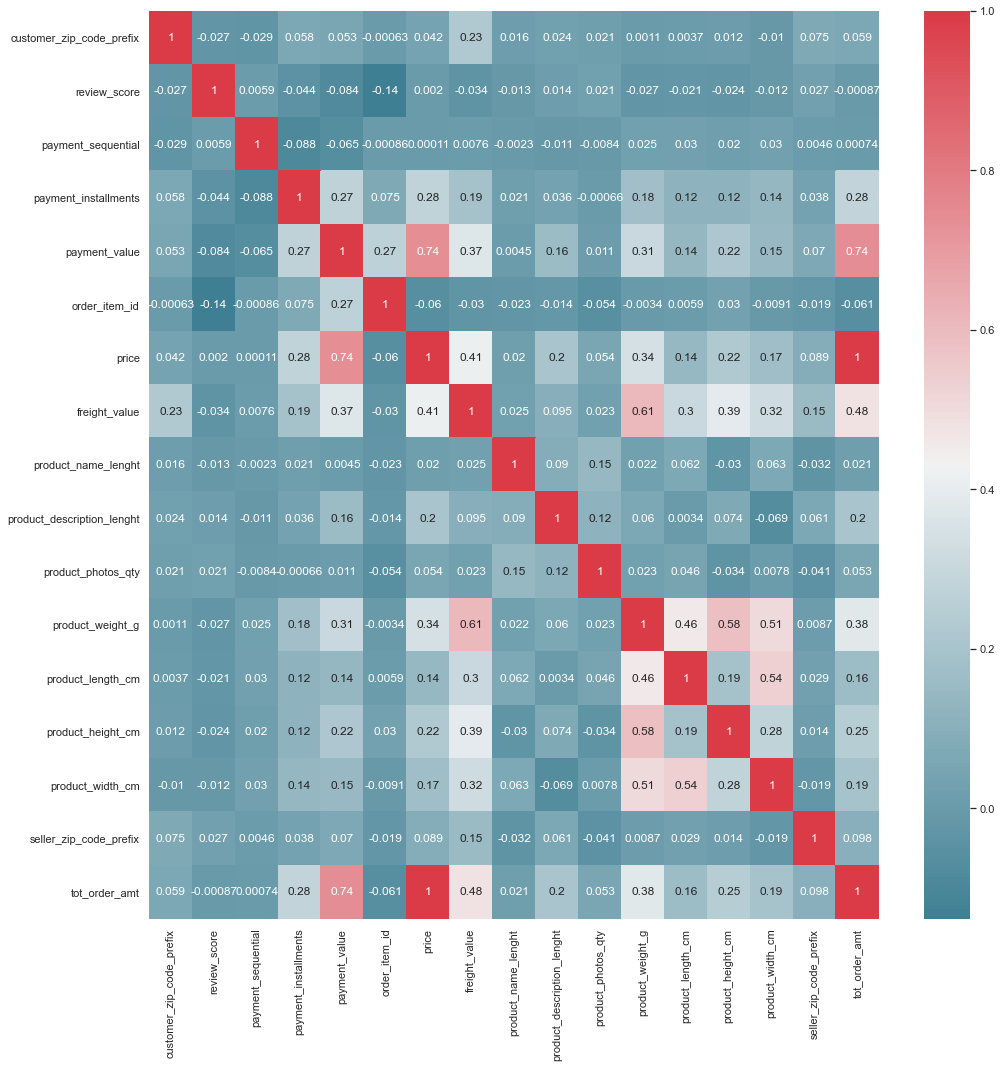 customer_zip_code_prefix 1 -0.027 -0.029 0.058 0.053 -0.00063 0.042 0.23 0.016 0.024 0.021 0.0011 0.0037 0.012 -0.01 0.075 0.059
review_score -0.027 1 0.0059 -0.044 -0.084 -0.14 0.002 -0.034 -0.013 0.014 0.021 -0.027 -0.021 -0.024 -0.012 0.027 -0.00087
payment_sequential -0.029 0.0059 1 -0.088 -0.065 -0.00086 0.00011 0.0076 -0.0023 -0.011 -0.0084 0.025 0.03 0.02 0.03 0.0046 0.00074
payment_installments 0.058 -0.044 -0.088 1 0.27 0.075 0.28 0.19 0.021 0.036 -0.00066 0.18 0.12 0.12 0.14 0.038 0.28
payment_value 0.053 -0.084 -0.065 0.27 1 0.27 0.74 0.37 0.0045 0.16 0.011 0.31 0.14 0.22 0.15 0.07 0.74
order_item_id -0.00063 -0.14 -0.00086 0.075 0.27 1 -0.06 -0.03 -0.023 -0.014 -0.054 -0.0034 0.0059 0.03 -0.0091 -0.019 -0.061
price 0.042 0.002 0.00011 0.28 0.74 -0.06 1 0.41 0.02 0.2 0.054 0.34 0.14 0.22 0.17 0.089 1
freight_value 0.23 -0.034 0.0076 0.19 0.37 -0.03 0.41 1 0.025 0.095 0.023 0.61 0.3 0.39 0.32 0.15 0.48
product_name_lenght 0.016 -0.013 -0.0023 0.021 0.0045 -0.023 0.02 0.025 1 0.09 0.15 0.022 0.062 -0.03 0.063 -0.032 0.021
product_description_lenght 0.024 0.014 -0.011 0.036 0.16 -0.014 0.2 0.095 0.09 1 0.12 0.06 0.0034 0.074 -0.069 0.061 0.2
product_photos_qty 0.021 0.021 -0.0084 -0.00066 0.011 -0.054 0.054 0.023 0.15 0.12 1 0.023 0.046 -0.034 0.0078 -0.041 0.053
product_weight_g 0.0011 -0.027 0.025 0.18 0.31 -0.0034 0.34 0.61 0.022 0.06 0.023 1 0.46 0.58 0.51 0.0087 0.38
product_length_cm 0.0037 -0.021 0.03 0.12 0.14 0.0059 0.14 0.3 0.062 0.0034 0.046 0.46 1 0.19 0.54 0.029 0.16
product_height_cm 0.012 -0.024 0.02 0.12 0.22 0.03 0.22 0.39 -0.03 0.074 -0.034 0.58 0.19 1 0.28 0.014 0.25
product_width_cm -0.01 -0.012 0.03 0.14 0.15 -0.0091 0.17 0.32 0.063 -0.069 0.0078 0.51 0.54 0.28 1 -0.019 0.19
seller_zip_code_prefix 0.075 0.027 0.0046 0.038 0.07 -0.019 0.089 0.15 -0.032 0.061 -0.041 0.0087 0.029 0.014 -0.019 1 0.098
tot_order_amt 0.059 -0.00087 0.00074 0.28 0.74 -0.061 1 0.48 0.021 0.2 0.053 0.38 0.16 0.25 0.19 0.098 1
customer_zip_code_prefix
review_score
payment_sequential
payment_installments
payment_value
order_item_id
price
freight_value
product_name_lenght
product_description_lenght
product_photos_qty
product_weight_g
product_length_cm
product_height_cm
product_width_cm
seller_zip_code_prefix
tot_order_amt
1.0
0.8
0.6
0.4
0.2
0.0